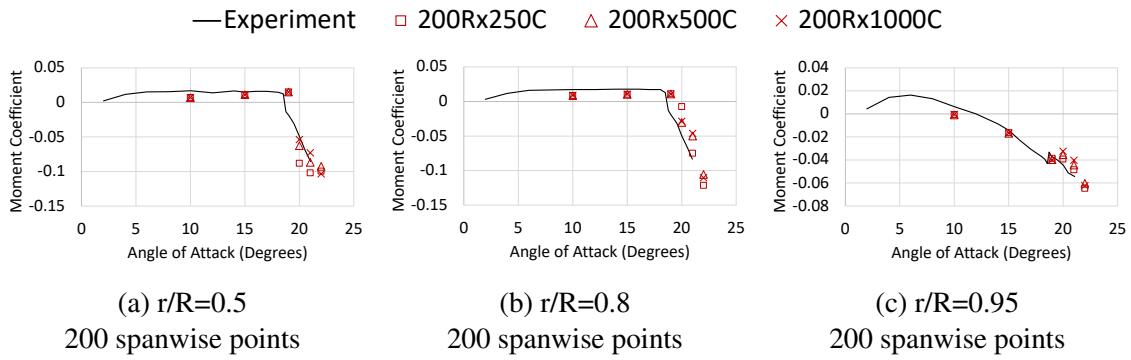 Experiment 200Rx250C 200Rx500C 200Rx1000C
Moment Coefficient
0.05
0
-0.05
-0.1
-0.15
0 5 10 15 20 25
Angle of Attack (Degrees)
(a) r/R=0.5
200 spanwise points
Moment Coefficient
0.05
0
-0.05
-0.1
-0.15
0 5 10 15 20 25
Angle of Attack (Degrees)
(b) r/R=0.8
200 spanwise points
Moment Coefficient
0.04
0.02
0
-0.02
-0.04
-0.06
-0.08
0 5 10 15 20 25
Angle of Attack (Degrees)
(c) r/R=0.95
200 spanwise points